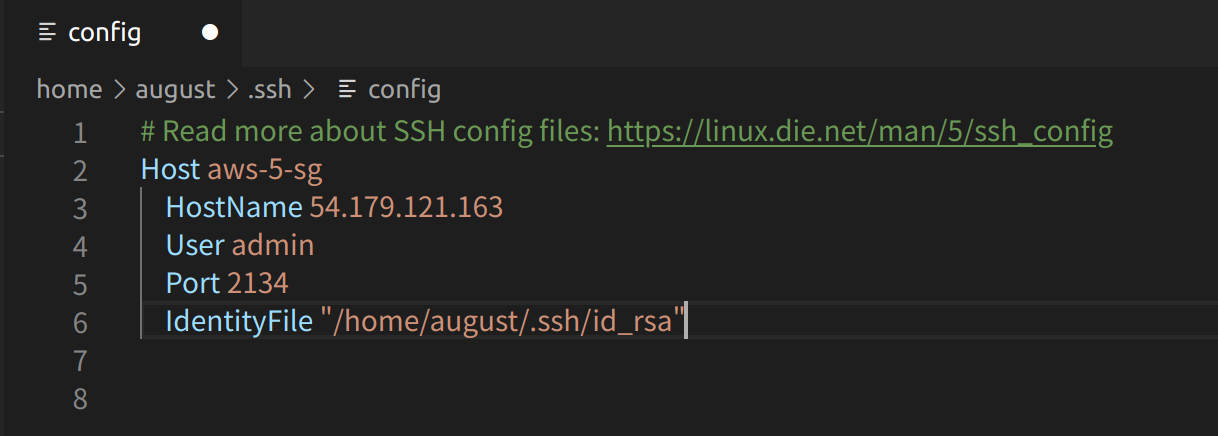 config
home > august > .ssh > config
1 # Read more about SSH config files: https://linux.die.net/man/5/ssh_config
2 Host aws-5-sg
3 HostName 54.179.121.163
4 User admin
5 Port 2134
6 IdentityFile "/home/august/.ssh/id_rsa"
7
8